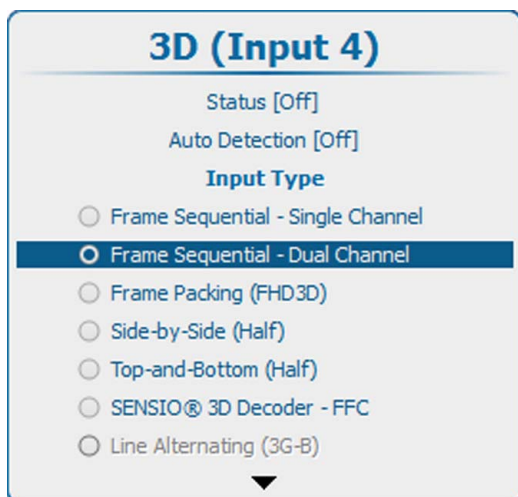 3D (Input 4)
Status [Off]
Auto Detection [Off]
Input Type
Frame Sequential - Single Channel
Frame Sequential - Dual Channel
Frame Packing (FHD3D)
Side-by-Side (Half)
Top-and-Bottom (Half)
SENSIO® 3D Decoder - FFC
Line Alternating (3G-B)